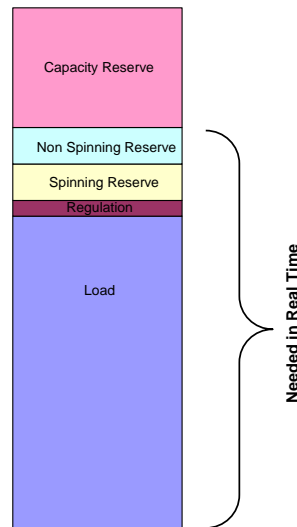 Capacity Reserve
Non Spinning Reserve
Spinning Reserve
Regulation
Load
Needed in Real Time